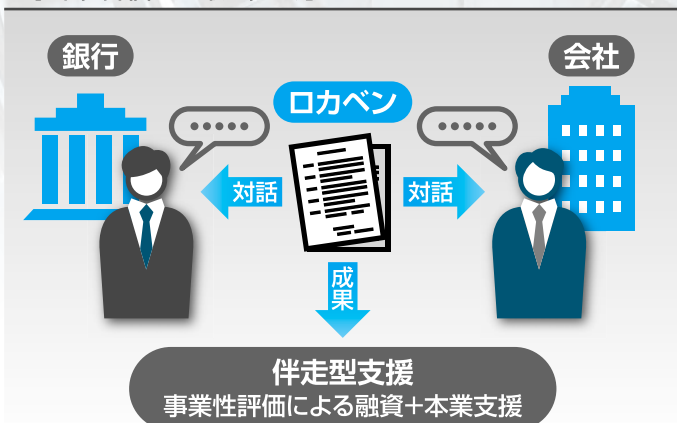 銀行
会社
ロカベン
対話
対話
成果
伴走型支援
事業性評価による融資+本業支援